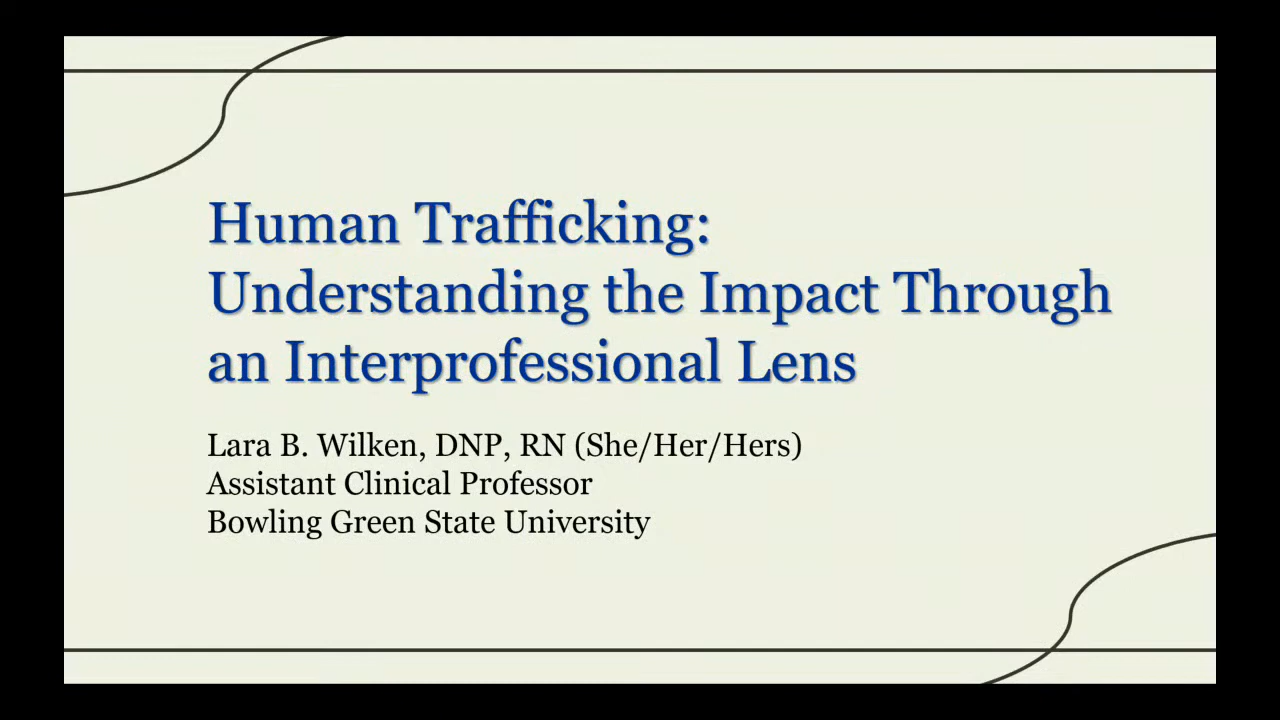 Human Trafficking:
Understanding the Impact Through
an Interprofessional Lens
Lara B. Wilken, DNP, RN (She/Her/Hers)
Assistant Clinical Professor
Bowling Green State University